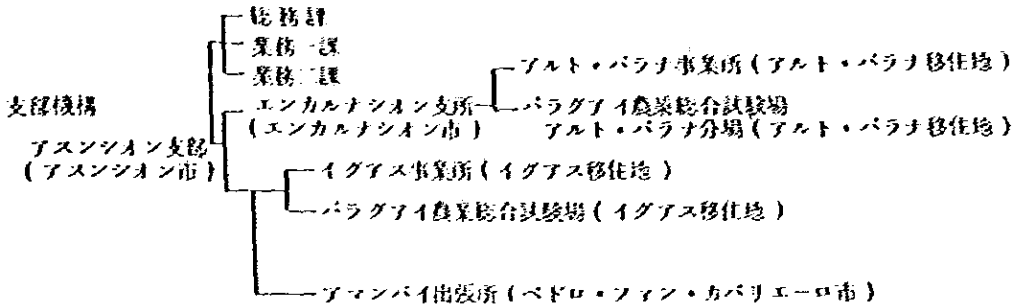 総務課
業務一課
業務二課
アルト・パラナ事業所(アルト・パラナ移住地)
支部機構
エンカルナシオン支所
パラグアイ農業総合試験場
(エンカルナシオン市)
アルト・パラナ分場(アルト・パラナ移住地)
アスンシオン支部
(アスンシオン市)
イグアス事業所(イグアス移住地)
パラグアイ農業総合試験場(イグアス移住地)
アマンバイ出張所(ペドロ・ファン・カバリエーロ市)